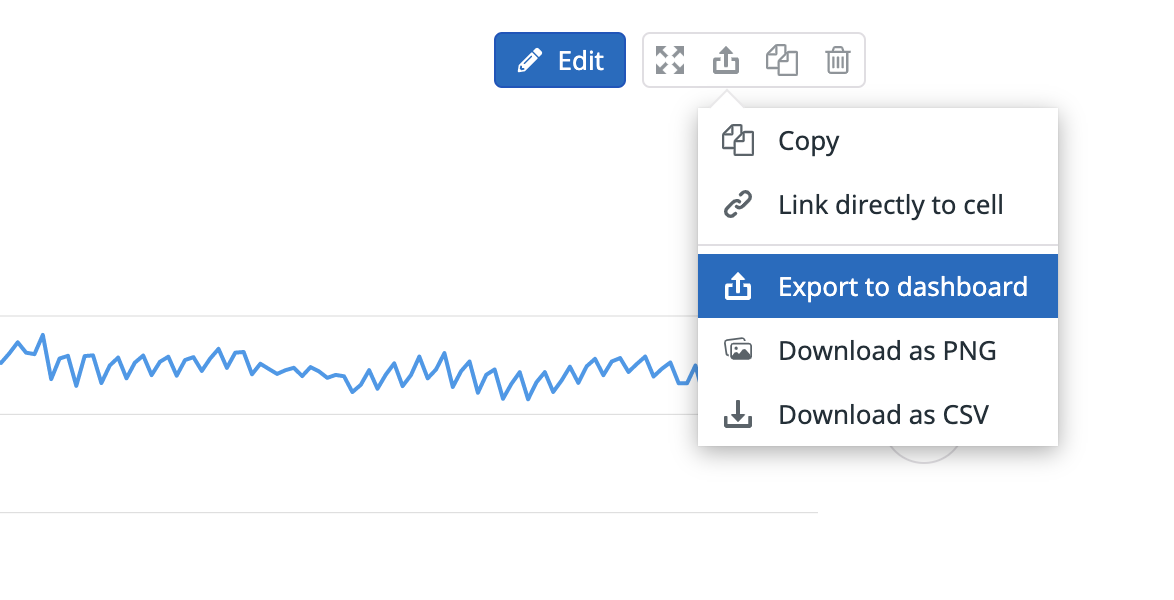 Edit
Copy
Link directly to cell
Export to dashboard
Download as PNG
Download as CSV